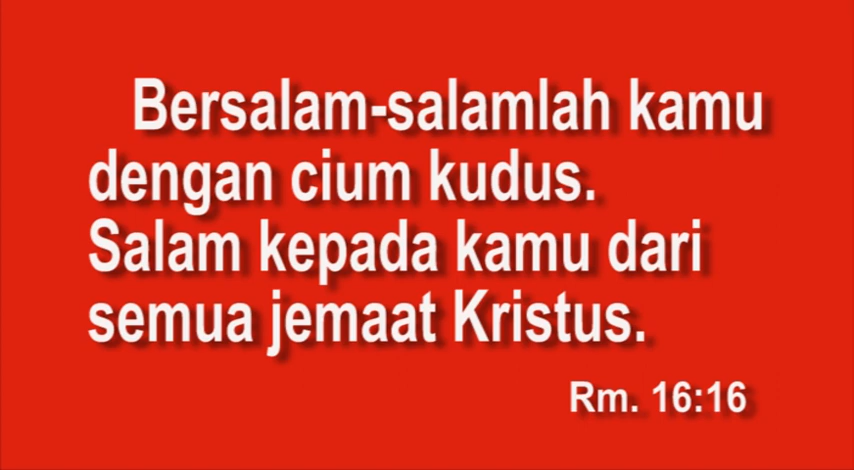 Bersalam-salamlah kamu
dengan cium kudus.
Salam kepada kamu dari
semua jemaat Kristus.
Rm. 16:16